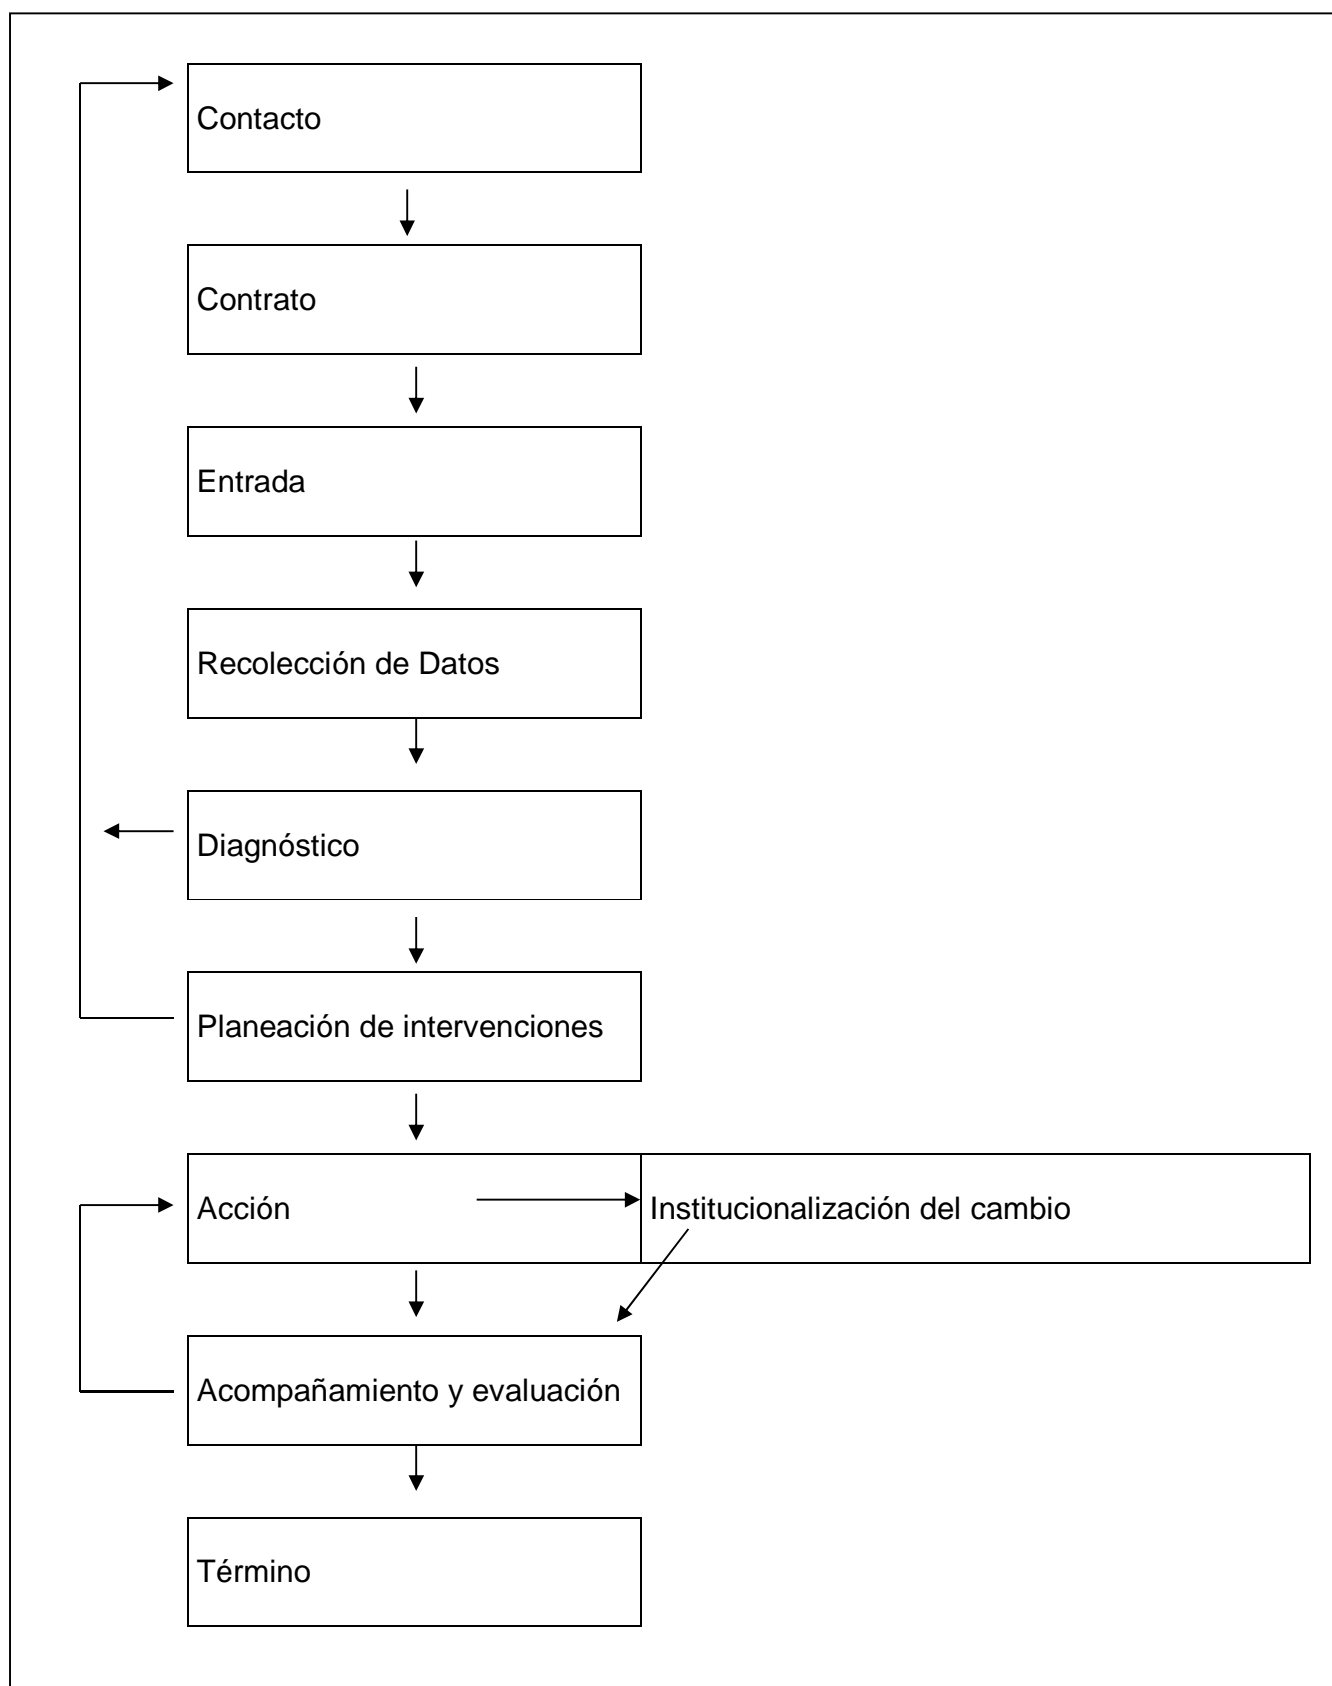 Contacto
Contrato
Entrada
Recolección de Datos
Diagnóstico
Planeación de intervenciones
Acción
Institucionalización del cambio
Acompañamiento y evaluación
Término